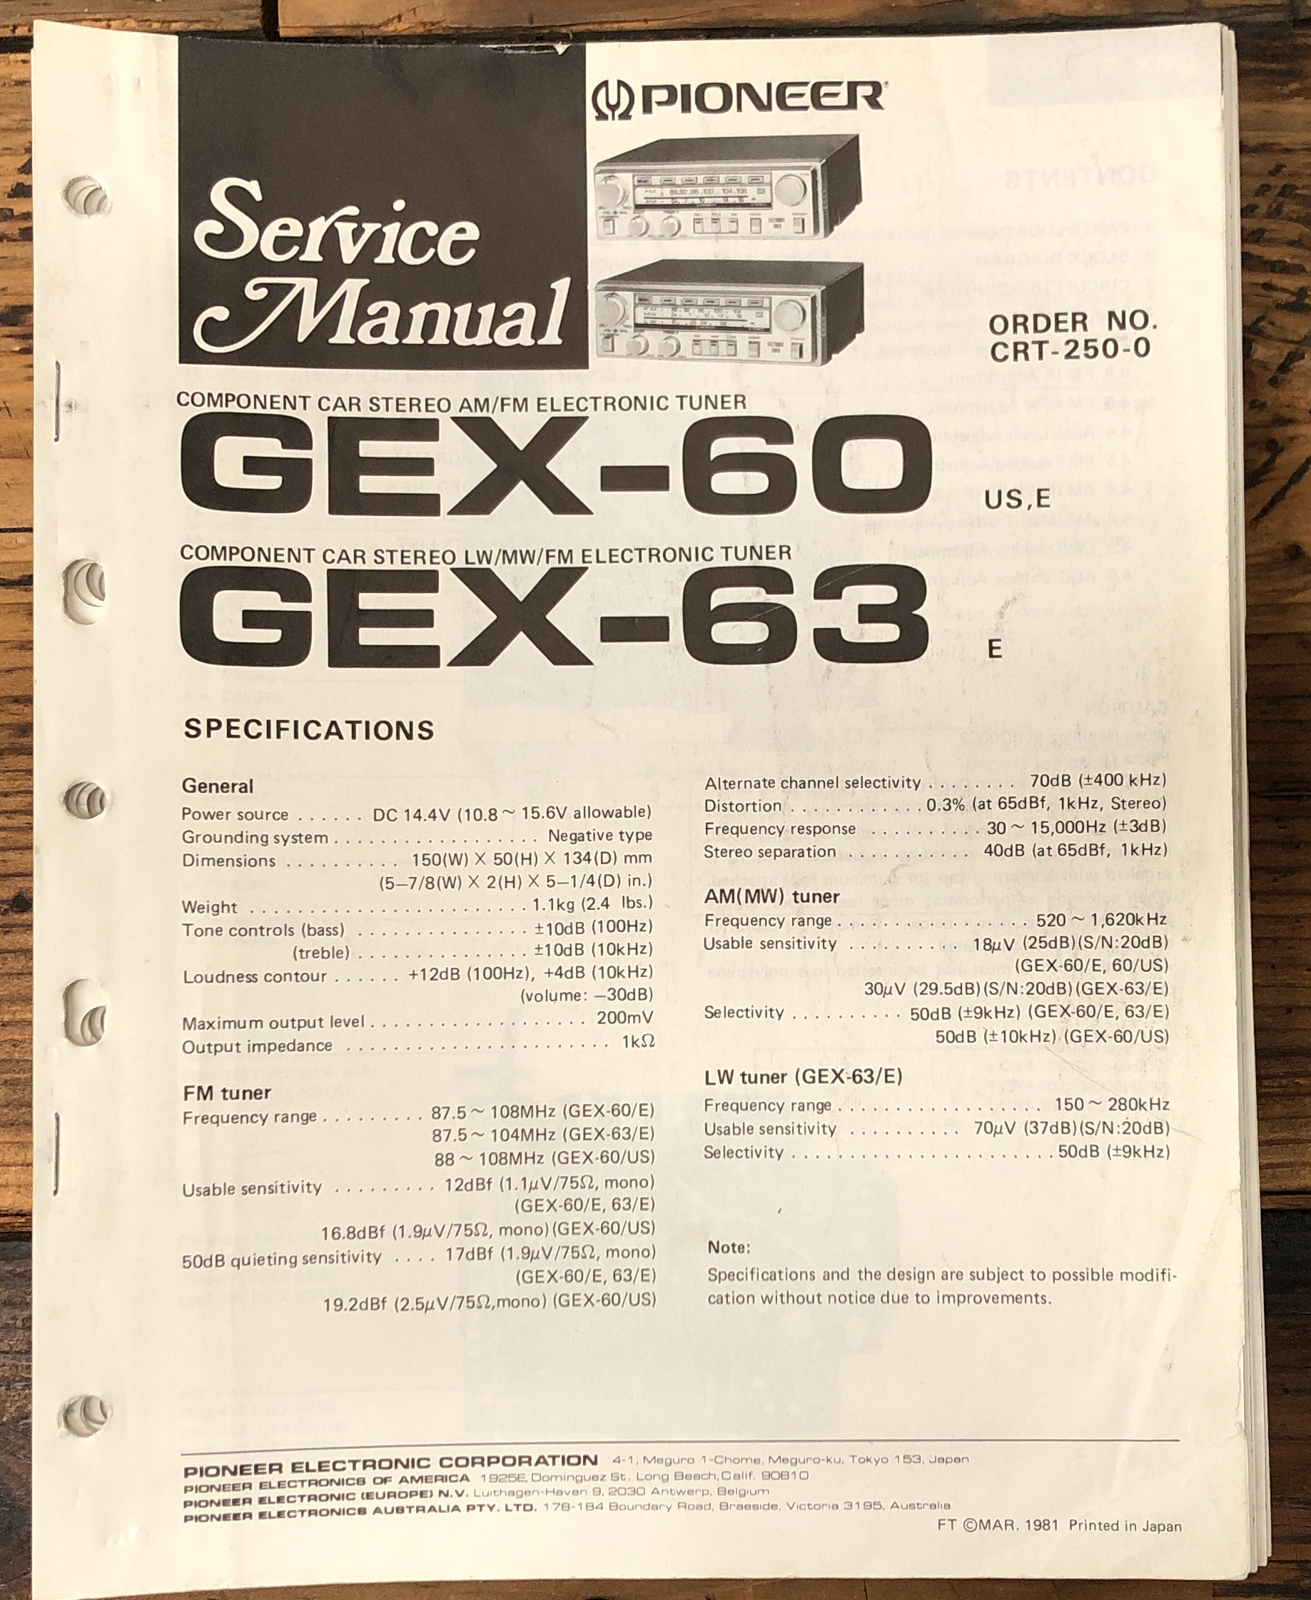 Service
Manual
PIONEER
ORDER NO.
CRT-250-0
COMPONENT CAR STEREO AM/FM ELECTRONIC TUNER
GEX-60 US,E
COMPONENT CAR STEREO LW/MW/FM ELECTRONIC TUNER
GEX-63 E
SPECIFICATIONS
General
Power source ...... DC 14.4V (10.8 ~ 15.6V allowable)
Grounding system .................. Negative type
Dimensions .......... 150(W) X 50(H) X 134(D) mm
(5–7/8(W) X 2(H) X 5–1/4(D) in.)
Weight ........................ 1.1kg (2.4 lbs.)
Tone controls (bass) ............... ±10dB (100Hz)
(treble) ............... ±10dB (10kHz)
Loudness contour ...... +12dB (100Hz), +4dB (10kHz)
(volume: –30dB)
Maximum output level ................... 200mV
Output impedance ....................... 1kΩ
FM tuner
Frequency range ......... 87.5 ~ 108MHz (GEX-60/E)
87.5 ~ 104MHz (GEX-63/E)
88 ~ 108MHz (GEX-60/US)
Usable sensitivity ......... 12dBf (1.1μV/75Ω, mono)
(GEX-60/E, 63/E)
16.8dBf (1.9μV/75Ω, mono) (GEX-60/US)
50dB quieting sensitivity .... 17dBf (1.9μV/75Ω, mono)
(GEX-60/E, 63/E)
19.2dBf (2.5μV/75Ω,mono) (GEX-60/US)
Alternate channel selectivity ........ 70dB (±400 kHz)
Distortion ............ 0.3% (at 65dBf, 1kHz, Stereo)
Frequency response .......... 30 ~ 15,000Hz (±3dB)
Stereo separation ........... 40dB (at 65dBf, 1kHz)
AM(MW) tuner
Frequency range ................. 520 ~ 1,620kHz
Usable sensitivity .......... 18μV (25dB)(S/N:20dB)
(GEX-60/E, 60/US)
30μV (29.5dB)(S/N:20dB)(GEX-63/E)
Selectivity .......... 50dB (±9kHz) (GEX-60/E, 63/E)
50dB (±10kHz) (GEX-60/US)
LW tuner (GEX-63/E)
Frequency range .................. 150 ~ 280kHz
Usable sensitivity .......... 70μV (37dB)(S/N:20dB)
Selectivity ....................... 50dB (±9kHz)
Note:
Specifications and the design are subject to possible modifi-
cation without notice due to improvements.
PIONEER ELECTRONIC CORPORATION 4-1, Meguro 1-Chome, Meguro-ku, Tokyo 153, Japan
PIONEER ELECTRONICS OF AMERICA 1925E, Dominguez St. Long Beach, Calif. 90810
PIONEER ELECTRONIC (EUROPE) N.V. Luithagen-Haven 9, 2030 Antwerp, Belgium
PIONEER ELECTRONICS AUSTRALIA PTY. LTD. 178-184 Boundary Road, Braeside, Victoria 3195, Australia
FT ©MAR. 1981 Printed in Japan